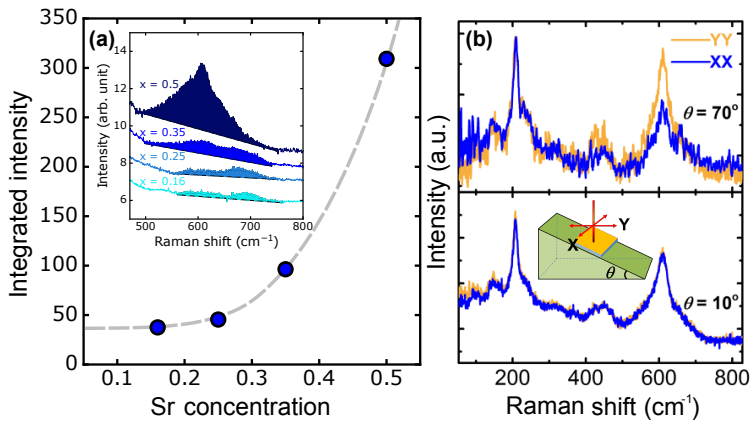 (a)
Integrated intensity
350
300
250
200
150
100
50
0
0.1 0.2 0.3 0.4 0.5
Sr concentration
Intensity (arb. unit)
14
12
10
8
6
x = 0.5
x = 0.35
x = 0.25
x = 0.16
500 600 700 800
Raman shift (cm⁻¹)
(b)
YY
XX
θ = 70°
Intensity (a.u.)
Y
X
θ
θ = 10°
200 400 600 800
Raman shift (cm⁻¹)